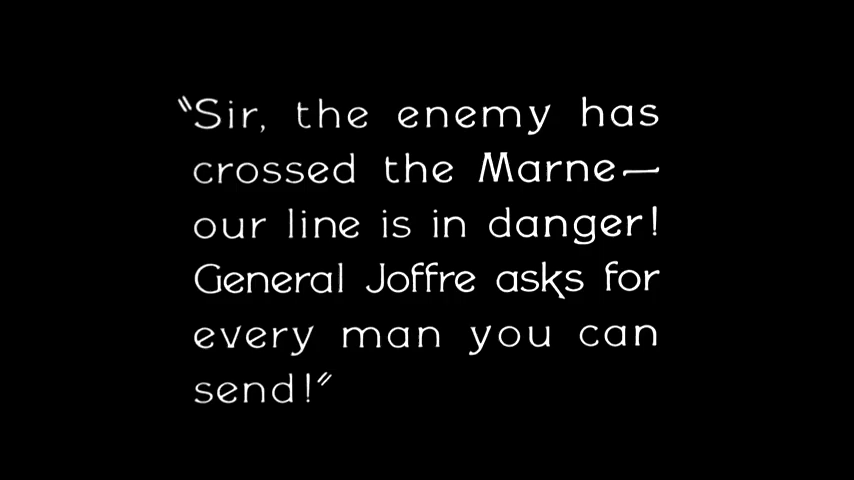 "Sir, the enemy has
crossed the Marne—
our line is in danger!
General Joffre asks for
every man you can
send!"